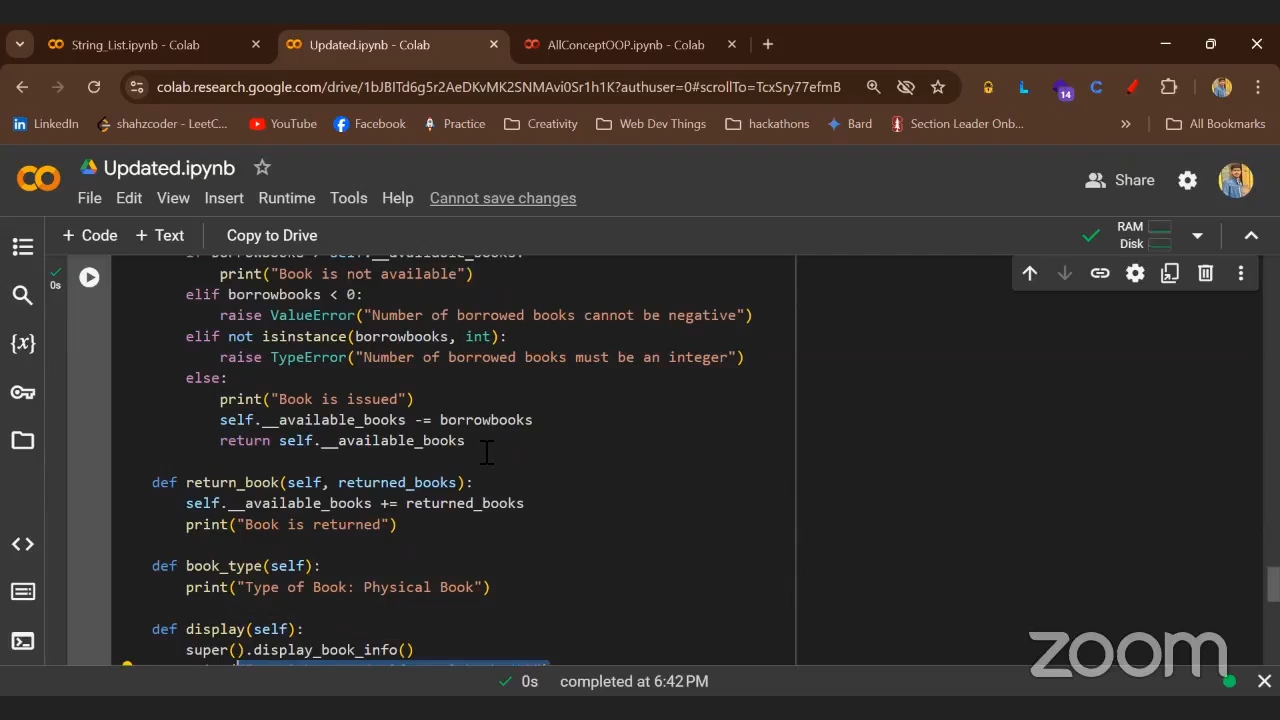 String_List.ipynb - Colab
Updated.ipynb - Colab
AllConceptOOP.ipynb - Colab
colab.research.google.com/drive/1bJBlTd6g5r2AeDKvMK2SNMAvi0Sr1h1K?authuser=0#scrollTo=TcxSry77efmB
14
LinkedIn
shahzcoder - LeetC...
YouTube
Facebook
Practice
Creativity
Web Dev Things
hackathons
Bard
Section Leader Onb...
All Bookmarks
Updated.ipynb
Share
File Edit View Insert Runtime Tools Help Cannot save changes
+ Code + Text Copy to Drive
RAM
Disk
0s
if borrowbooks > self.__available_books:
print("Book is not available")
elif borrowbooks < 0:
raise ValueError("Number of borrowed books cannot be negative")
elif not isinstance(borrowbooks, int):
raise TypeError("Number of borrowed books must be an integer")
else:
print("Book is issued")
self.__available_books -= borrowbooks
return self.__available_books
def return_book(self, returned_books):
self.__available_books += returned_books
print("Book is returned")
def book_type(self):
print("Type of Book: Physical Book")
def display(self):
super().display_book_info()
0s completed at 6:42 PM
zoom